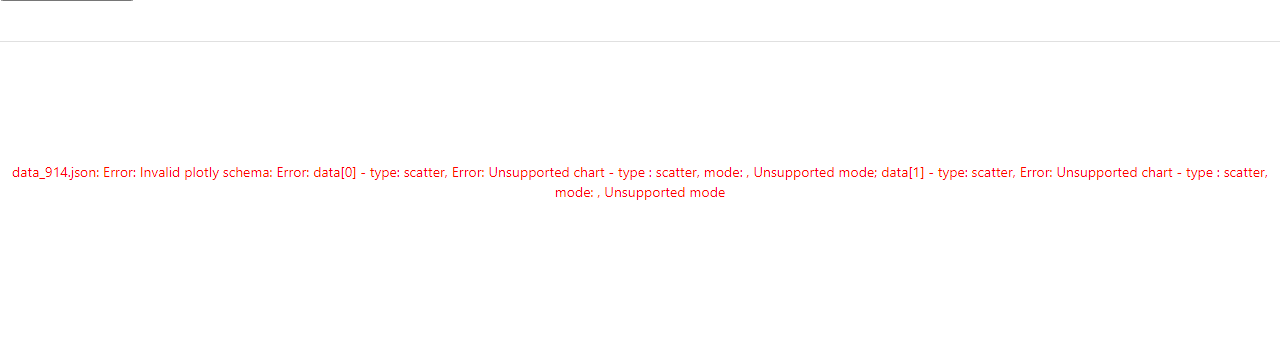 data_914.json: Error: Invalid plotly schema: Error: data[0] - type: scatter, Error: Unsupported chart - type : scatter, mode: , Unsupported mode; data[1] - type: scatter, Error: Unsupported chart - type : scatter,
mode: , Unsupported mode